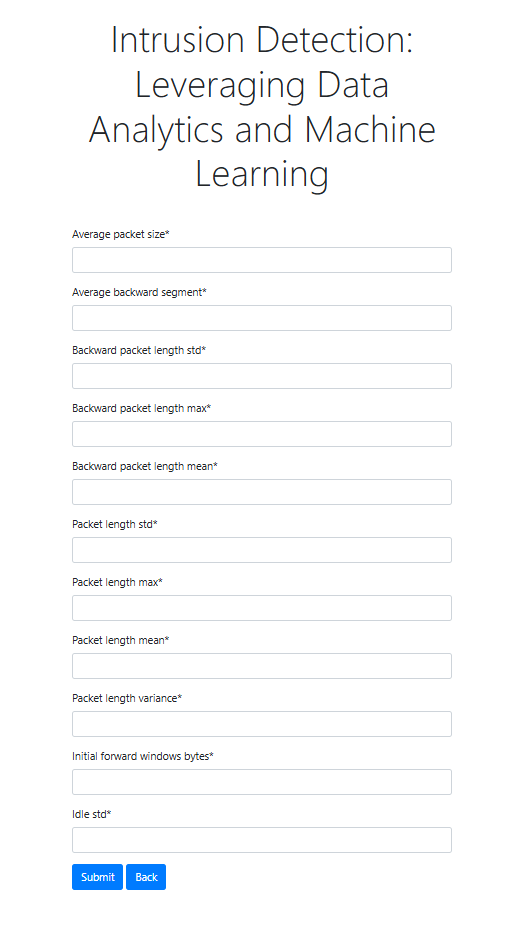 Intrusion Detection:
Leveraging Data
Analytics and Machine
Learning
Average packet size*
Average backward segment*
Backward packet length std*
Backward packet length max*
Backward packet length mean*
Packet length std*
Packet length max*
Packet length mean*
Packet length variance*
Initial forward windows bytes*
Idle std*
Submit Back